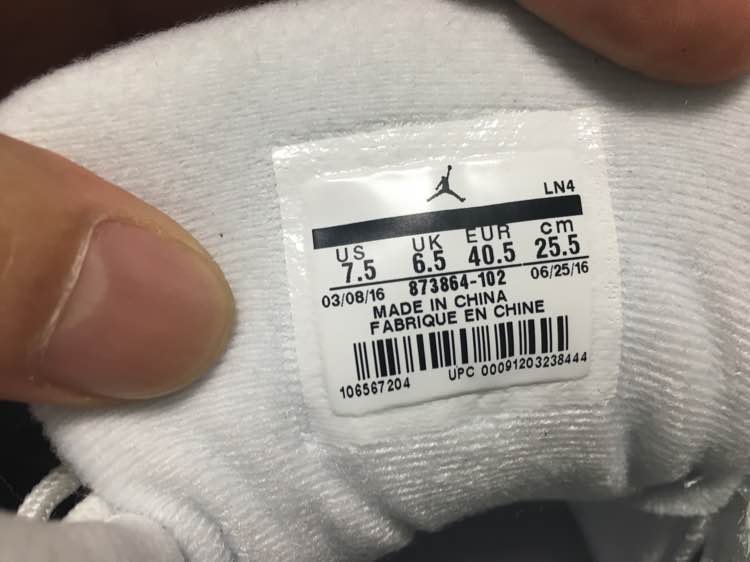 LN4
US UK EUR cm
7.5 6.5 40.5 25.5
03/08/16 873864-102 06/25/16
MADE IN CHINA
FABRIQUE EN CHINE
106567204 UPC 00091203238444